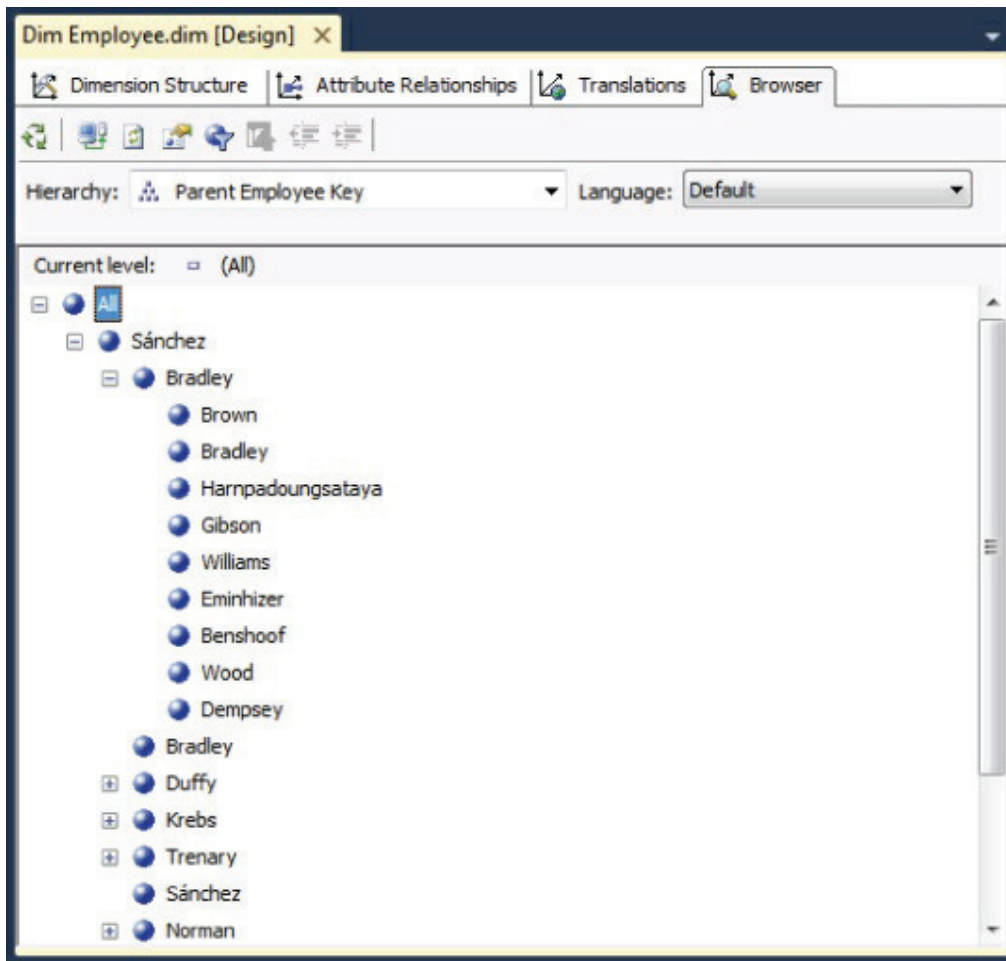 Dim Employee.dim [Design]
Dimension Structure Attribute Relationships Translations Browser
Hierarchy: Parent Employee Key Language: Default
Current level: (All)
All
Sánchez
Bradley
Brown
Bradley
Harnpadoungsataya
Gibson
Williams
Eminhizer
Benshoof
Wood
Dempsey
Bradley
Duffy
Krebs
Trenary
Sánchez
Norman